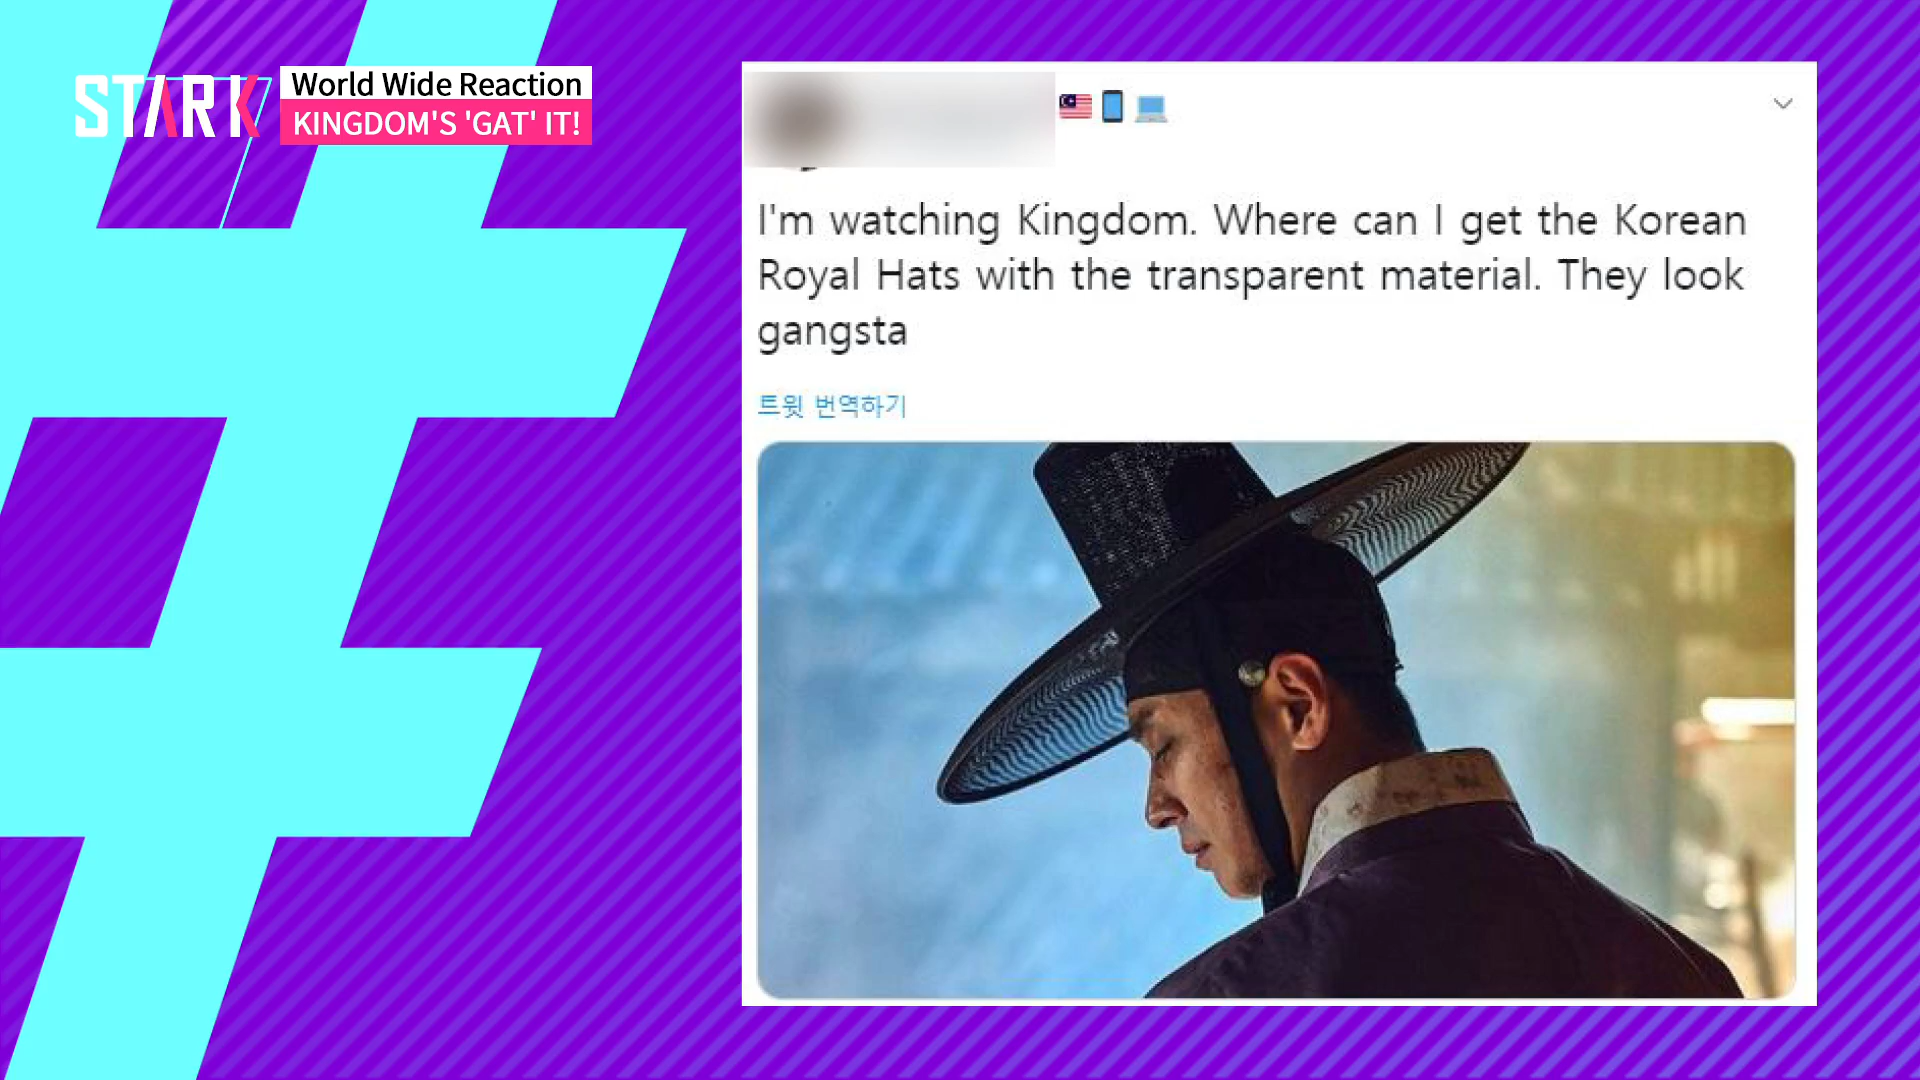 STARK
World Wide Reaction
KINGDOM'S 'GAT' IT!
I'm watching Kingdom. Where can I get the Korean
Royal Hats with the transparent material. They look
gangsta
트윗 번역하기